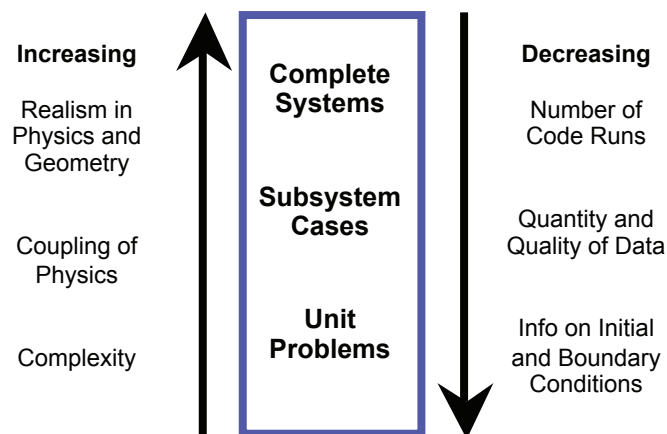 Increasing
Realism in
Physics and
Geometry
Coupling of
Physics
Complexity
Complete
Systems
Subsystem
Cases
Unit
Problems
Decreasing
Number of
Code Runs
Quantity and
Quality of Data
Info on Initial
and Boundary
Conditions